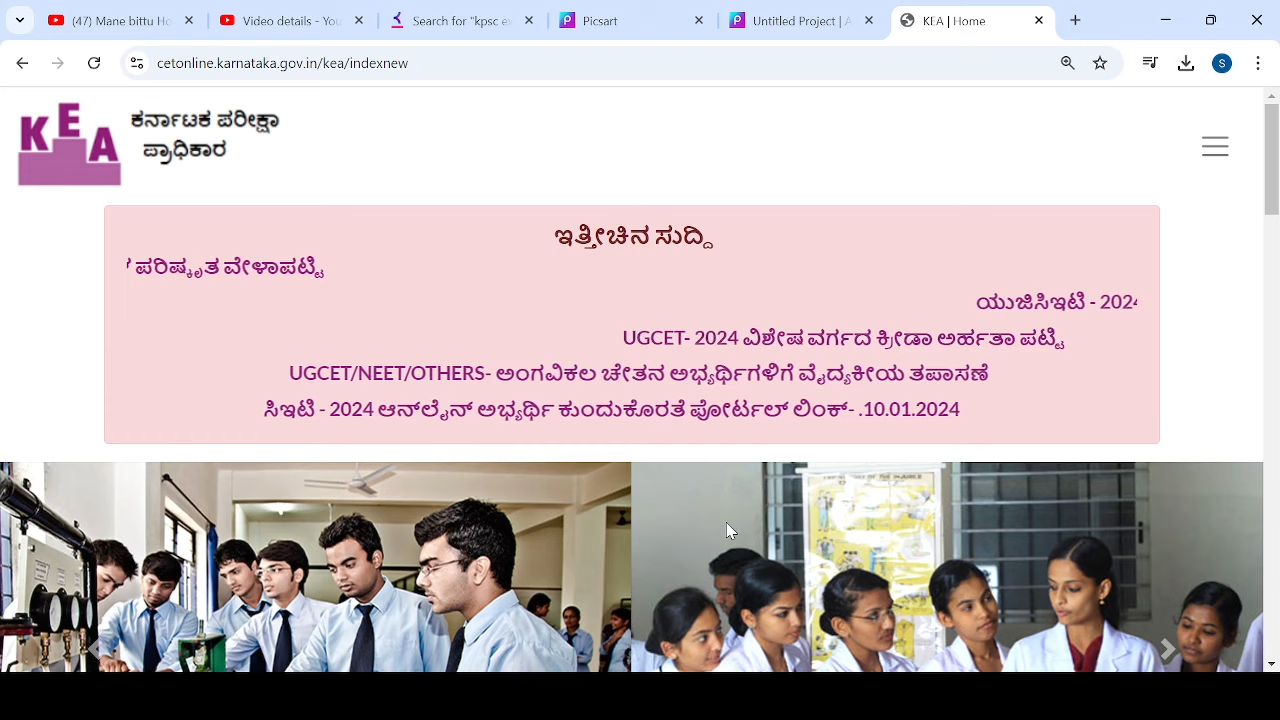 (47) Mane bittu Ho
Video details - You
Search for "kpsc ex
Picsart
Untitled Project | A
KEA | Home
cetonline.karnataka.gov.in/kea/indexnew
S
KEA
ಕರ್ನಾಟಕ ಪರೀಕ್ಷಾ
ಪ್ರಾಧಿಕಾರ
ಇತ್ತೀಚಿನ ಸುದ್ದಿ
ಪರಿಷ್ಕೃತ ವೇಳಾಪಟ್ಟಿ
ಯುಜಿಸಿಇಟಿ - 2024
UGCET- 2024 ವಿಶೇಷ ವರ್ಗದ ಕ್ರೀಡಾ ಅರ್ಹತಾ ಪಟ್ಟಿ
UGCET/NEET/OTHERS- ಅಂಗವಿಕಲ ಚೇತನ ಅಭ್ಯರ್ಥಿಗಳಿಗೆ ವೈದ್ಯಕೀಯ ತಪಾಸಣೆ
ಸಿಇಟಿ - 2024 ಆನ್‌ಲೈನ್ ಅಭ್ಯರ್ಥಿ ಕುಂದುಕೊರತೆ ಪೋರ್ಟಲ್ ಲಿಂಕ್- .10.01.2024